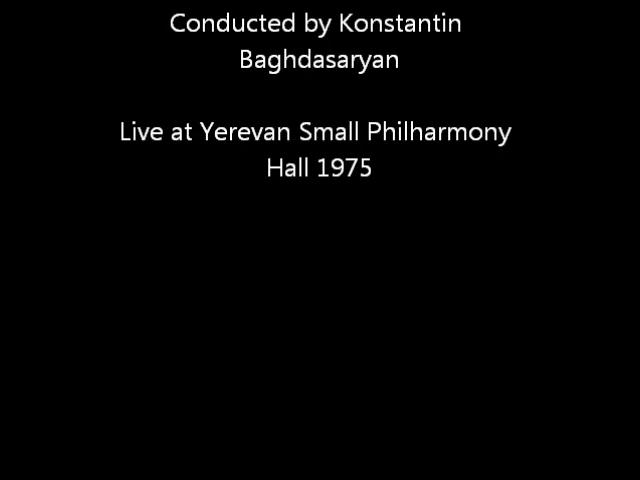 Conducted by Konstantin
Baghdasaryan
Live at Yerevan Small Philharmony
Hall 1975